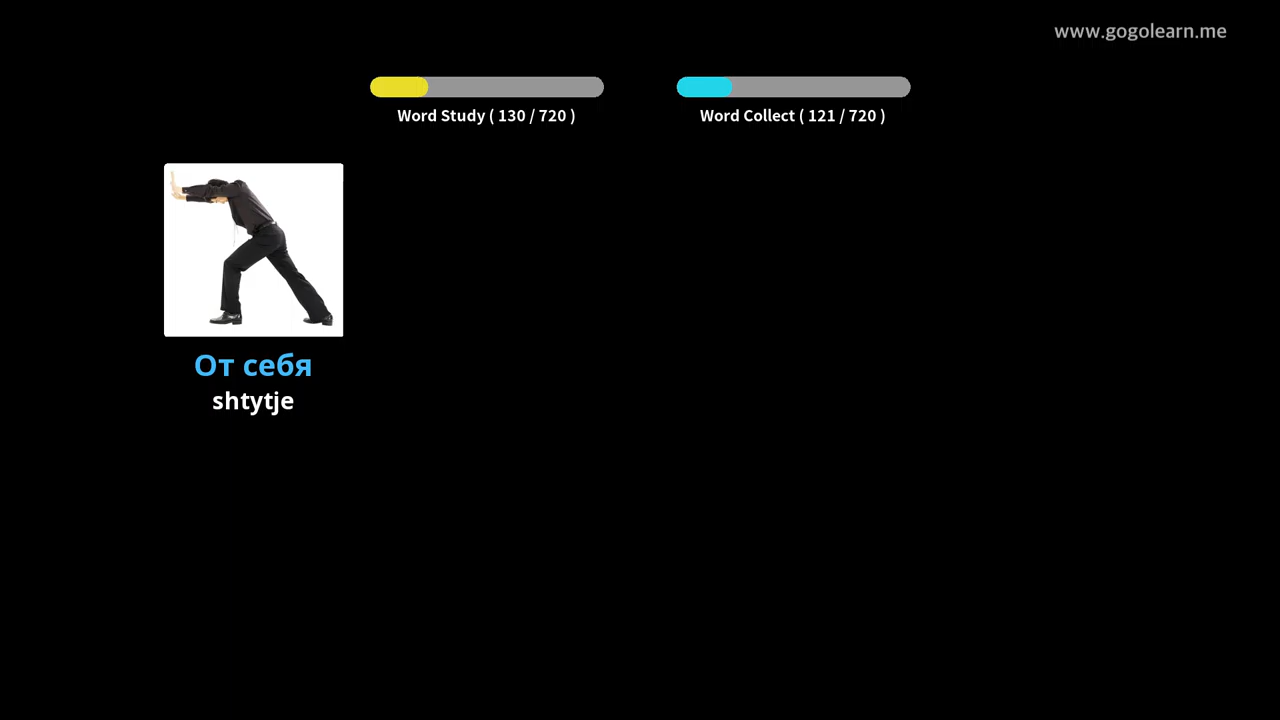 www.gogolearn.me
Word Study ( 130 / 720 )
Word Collect ( 121 / 720 )
От себя
shtytje